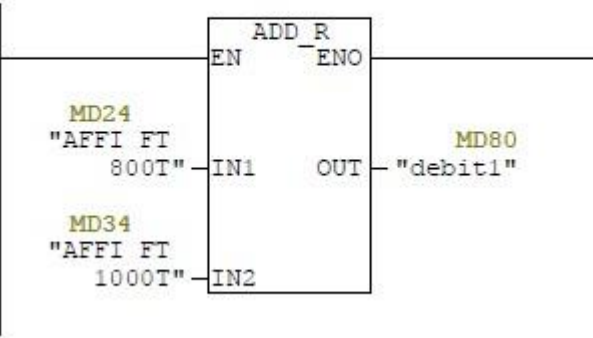 ADD_R
EN ENO
MD24
"AFFI FT
800T" IN1 OUT
MD80
"debit1"
MD34
"AFFI FT
1000T" IN2